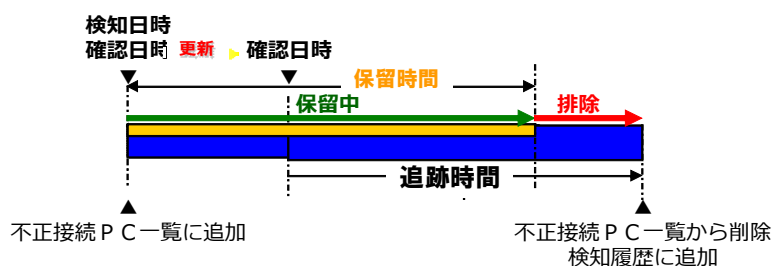 検知日時
確認日時 更新 確認日時
保留時間
保留中 排除
追跡時間
不正接続ＰＣ一覧に追加 不正接続ＰＣ一覧から削除
検知履歴に追加